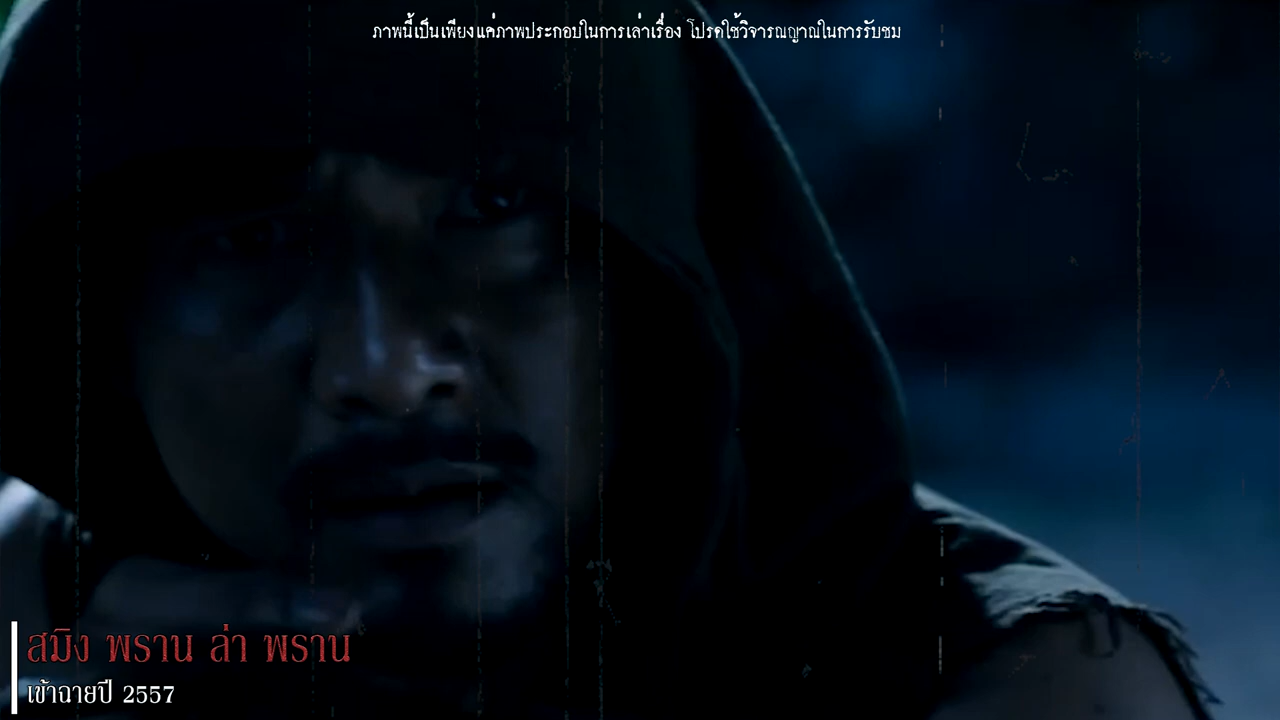 ภาพนี้เป็นเพียงแค่ภาพประกอบในการเล่าเรื่อง โปรดใช้วิจารณญาณในการรับชม
สมิง พราน ล่า พราน
เข้าฉายปี 2557